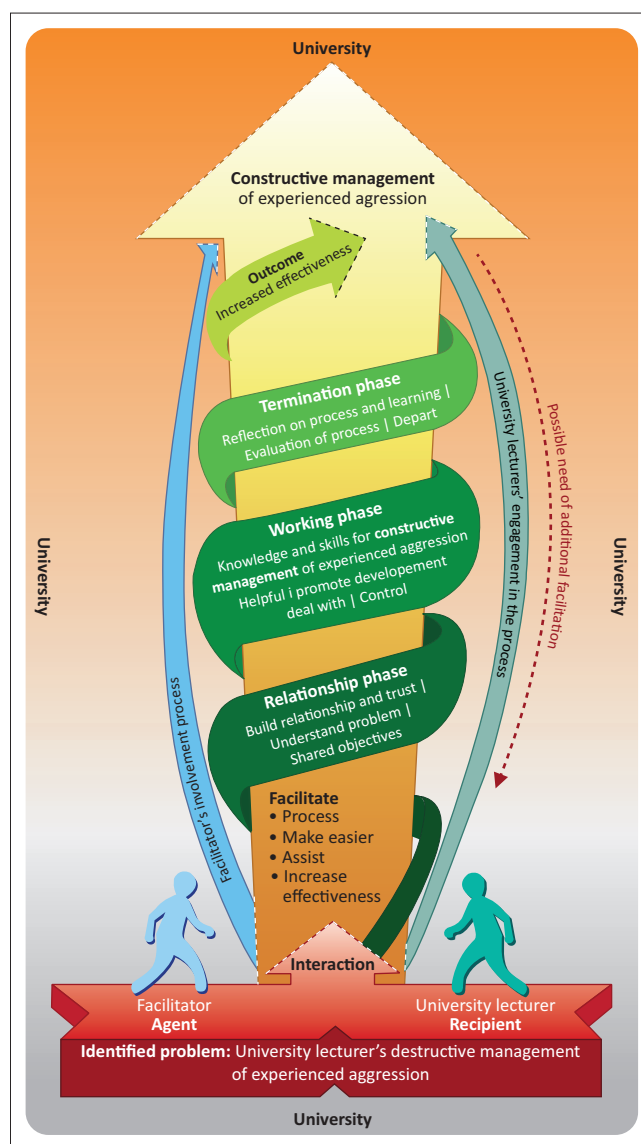 University
Constructive management
of experienced agression
Outcome
Increased effectiveness
Termination phase
Reflection on process and learning |
Evaluation of process | Depart
Working phase
Knowledge and skills for constructive
management of experienced aggression
Helpful i promote developement
deal with | Control
Relationship phase
Build relationship and trust |
Understand problem |
Shared objectives
Facilitate
• Process
• Make easier
• Assist
• Increase
effectiveness
Facilitator's involvement process
University lecturers' engagement in the process
Possible need of additional facilitation
University
University
Interaction
Facilitator
Agent
University lecturer
Recipient
Identified problem: University lecturer's destructive management
of experienced aggression
University